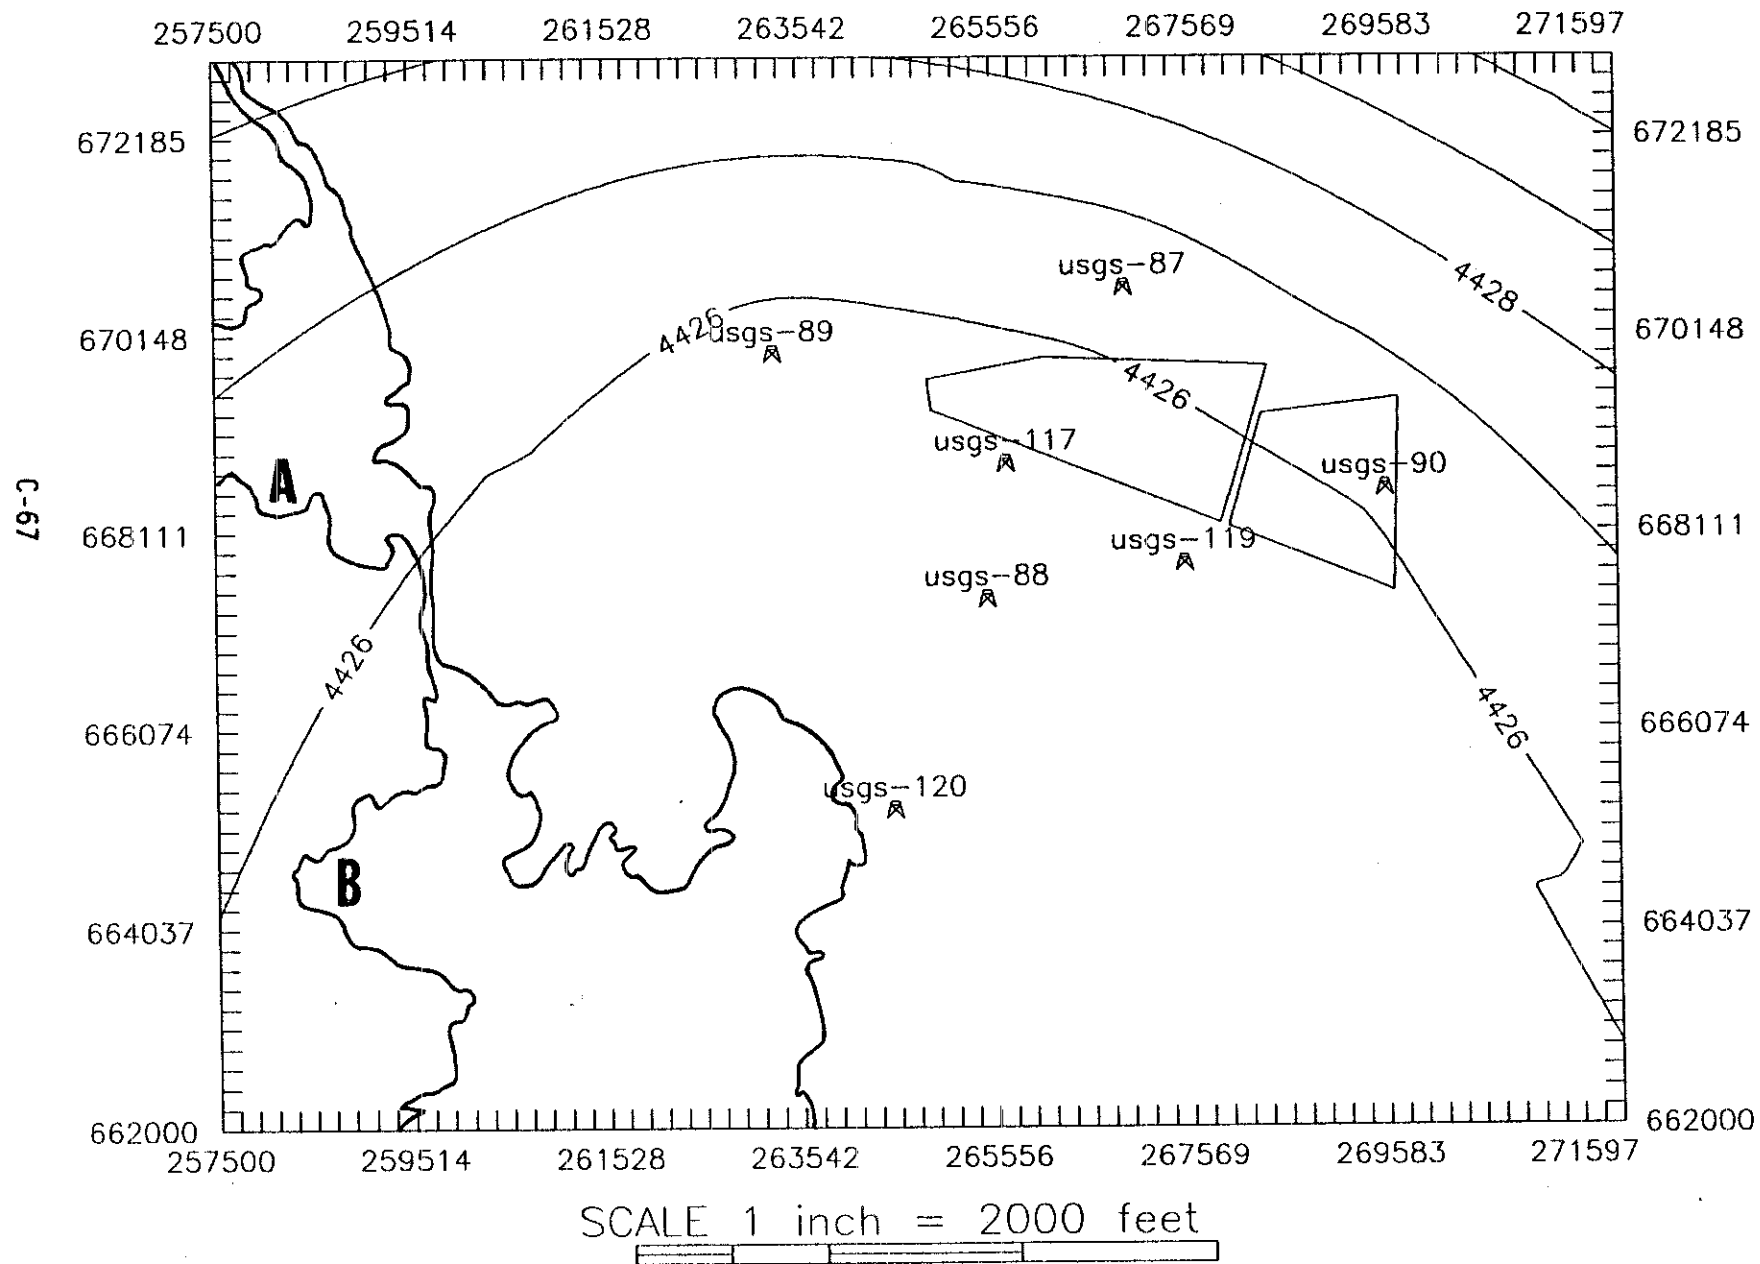 257500 259514 261528 263542 265556 267569 269583 271597
672185 672185
usgs-87
4428
670148 670148
4426
usgs-89
4426
usgs-117
usgs-90
A
C-67
668111 668111
usgs-119
usgs-88
4426
4426
666074 666074
usgs-120
B
664037 664037
662000 662000
257500 259514 261528 263542 265556 267569 269583 271597
SCALE 1 inch = 2000 feet